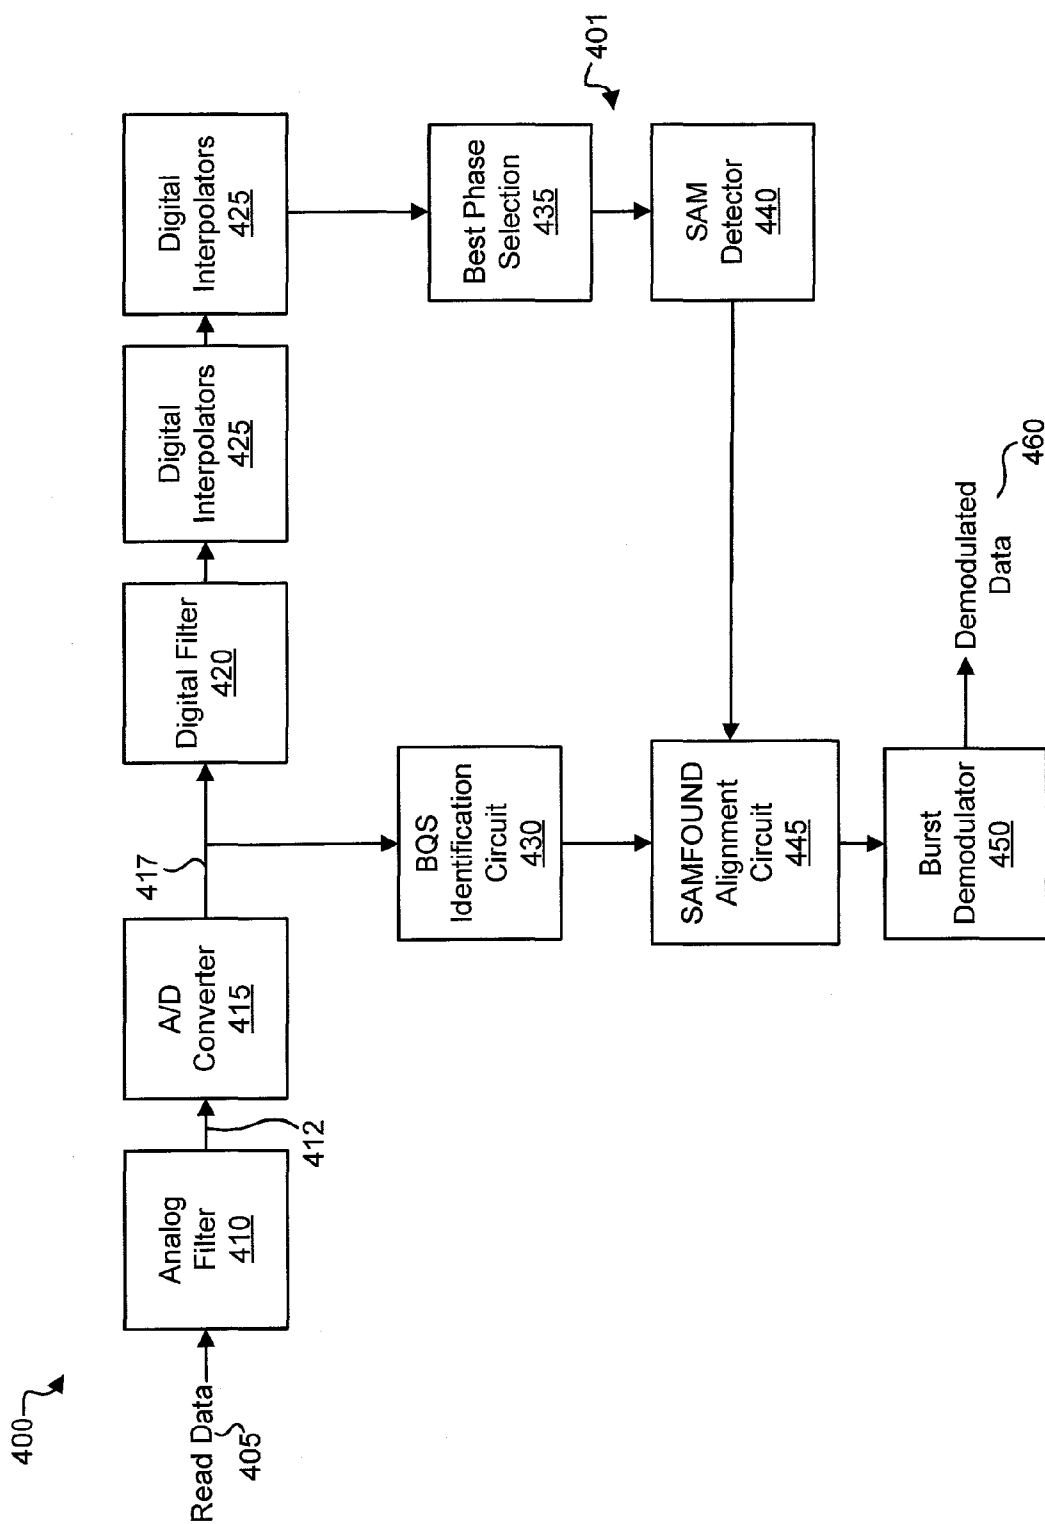 400
Read Data
405
Analog
Filter
410
412
A/D
Converter
415
417
Digital Filter
420
Digital
Interpolators
425
Digital
Interpolators
425
BQS
Identification
Circuit
430
Best Phase
Selection
435
401
SAMFOUND
Alignment
Circuit
445
SAM
Detector
440
Burst
Demodulator
450
Demodulated
Data
460